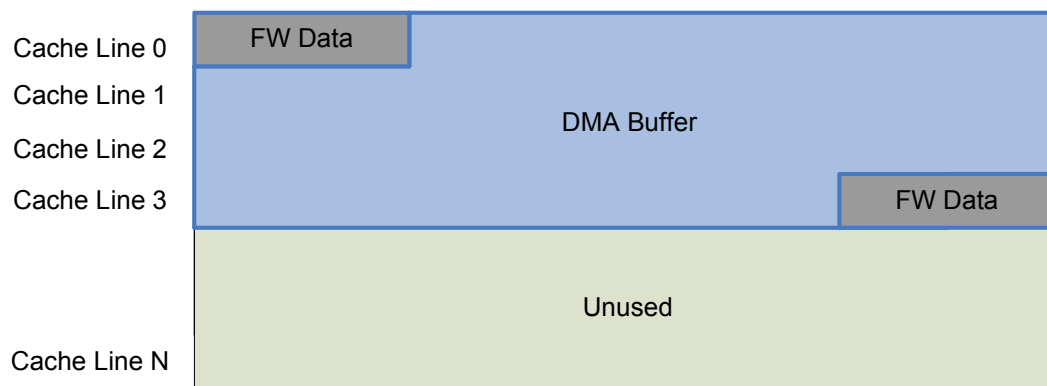 Cache Line 0
FW Data
Cache Line 1
DMA Buffer
Cache Line 2
Cache Line 3
FW Data
Unused
Cache Line N